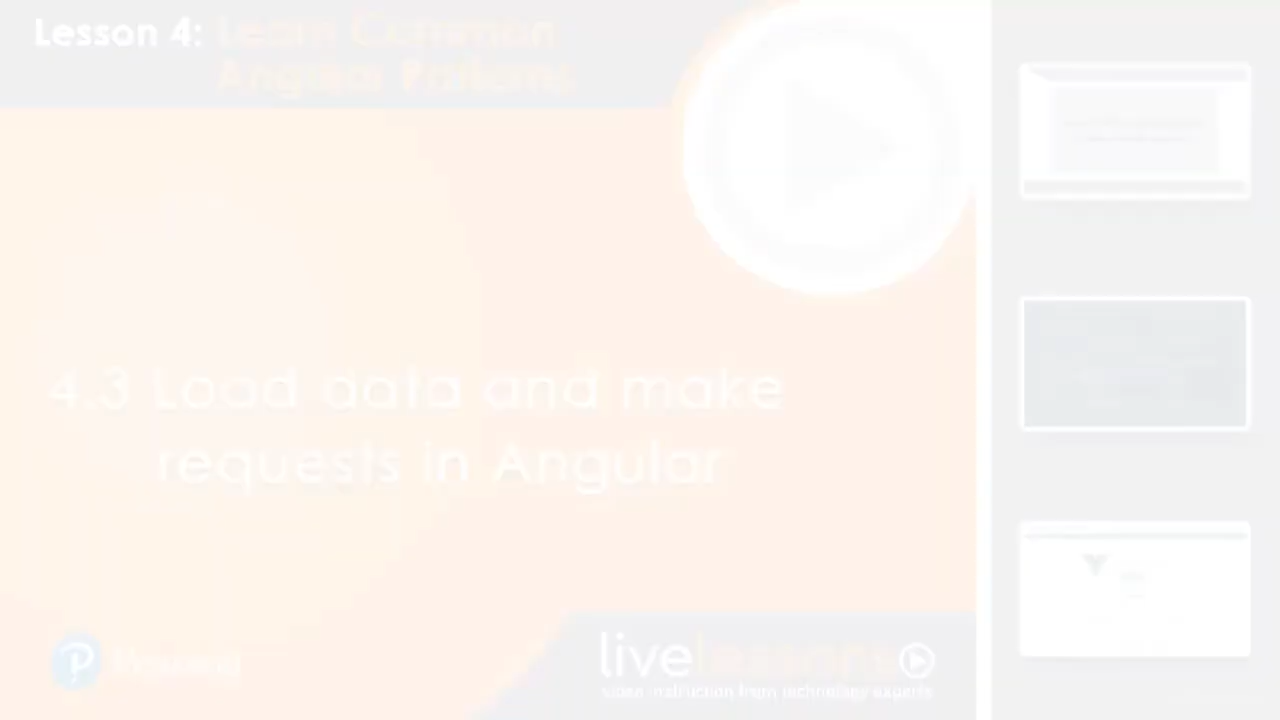 Lesson 4: Learn Common
Angular Patterns
4.3 Load data and make
requests in Angular
Pearson
livelessons
video instruction from technology experts